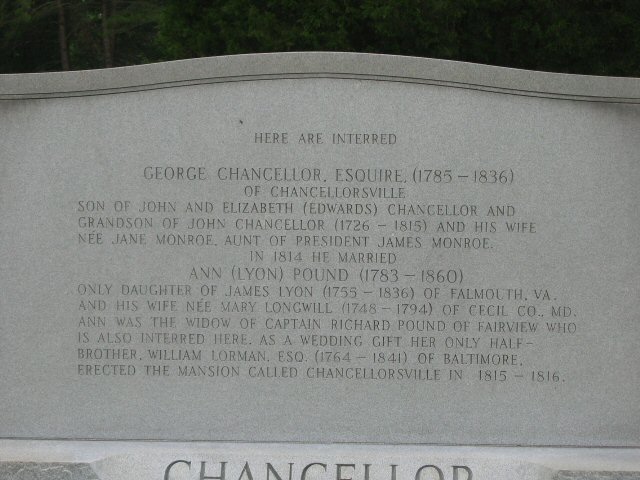 HERE ARE INTERRED
GEORGE CHANCELLOR, ESQUIRE, (1785 – 1836)
OF CHANCELLORSVILLE
SON OF JOHN AND ELIZABETH (EDWARDS) CHANCELLOR AND
GRANDSON OF JOHN CHANCELLOR (1726 – 1815) AND HIS WIFE
NÉE JANE MONROE, AUNT OF PRESIDENT JAMES MONROE.
IN 1814 HE MARRIED
ANN (LYON) POUND (1783 – 1860)
ONLY DAUGHTER OF JAMES LYON (1755 – 1836) OF FALMOUTH, VA.
AND HIS WIFE NÉE MARY LONGWILL (1748 – 1794) OF CECIL CO., MD.
ANN WAS THE WIDOW OF CAPTAIN RICHARD POUND OF FAIRVIEW WHO
IS ALSO INTERRED HERE. AS A WEDDING GIFT HER ONLY HALF-
BROTHER, WILLIAM LORMAN, ESQ. (1764 – 1841) OF BALTIMORE,
ERECTED THE MANSION CALLED CHANCELLORSVILLE IN 1815 – 1816.
CHANCELLOR